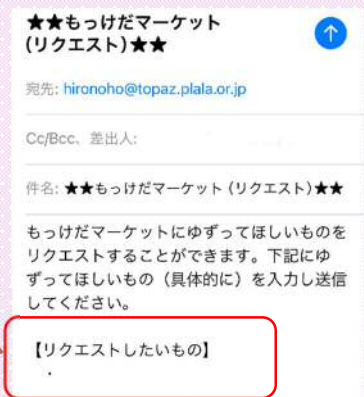 ★★もっけだマーケット
(リクエスト)★★
宛先: hironoho@topaz.plala.or.jp
Cc/Bcc、差出人:
件名: ★★もっけだマーケット（リクエスト）★★
もっけだマーケットにゆずってほしいものを
リクエストすることができます。下記にゆ
ずってほしいもの（具体的に）を入力し送信
してください。
【リクエストしたいもの】
・